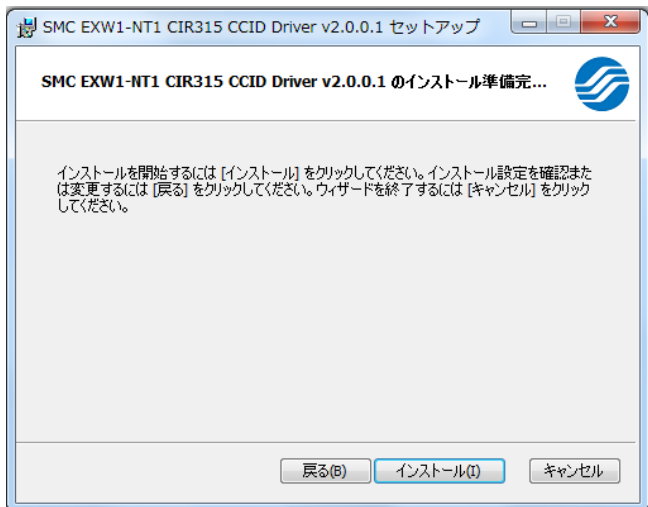 SMC EXW1-NT1 CIR315 CCID Driver v2.0.0.1 セットアップ
SMC EXW1-NT1 CIR315 CCID Driver v2.0.0.1 のインストール準備完...
インストールを開始するには [インストール] をクリックしてください。インストール設定を確認また
は変更するには [戻る] をクリックしてください。ウィザードを終了するには [キャンセル] をクリック
してください。
戻る(B) インストール(I) キャンセル